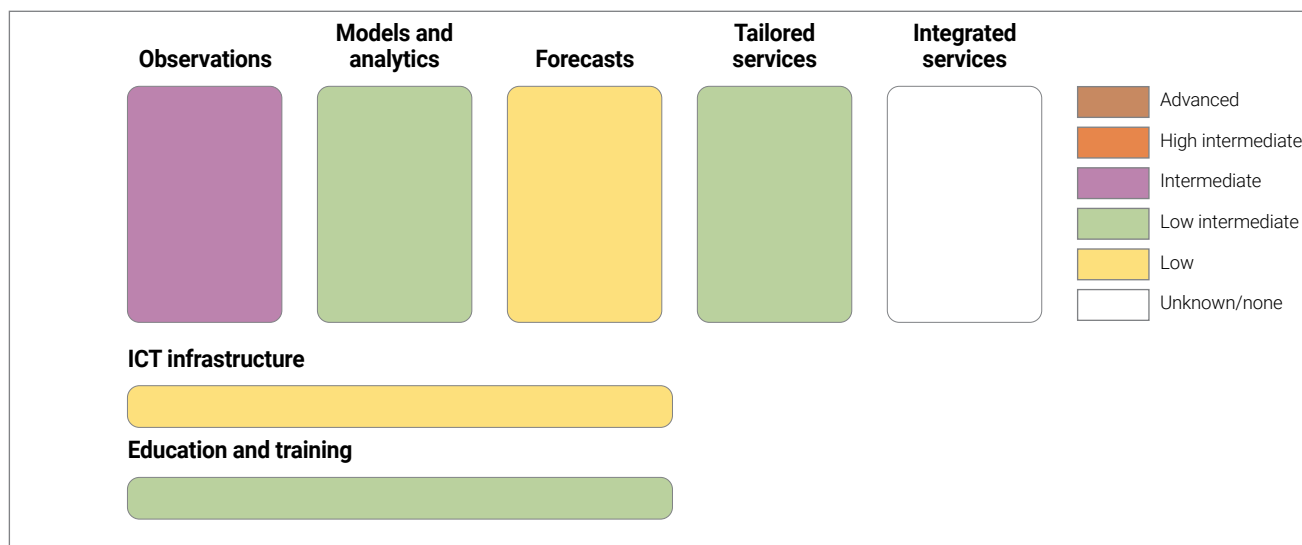 Observations
Models and
analytics
Forecasts
Tailored
services
Integrated
services
Advanced
High intermediate
Intermediate
Low intermediate
Low
Unknown/none
ICT infrastructure
Education and training